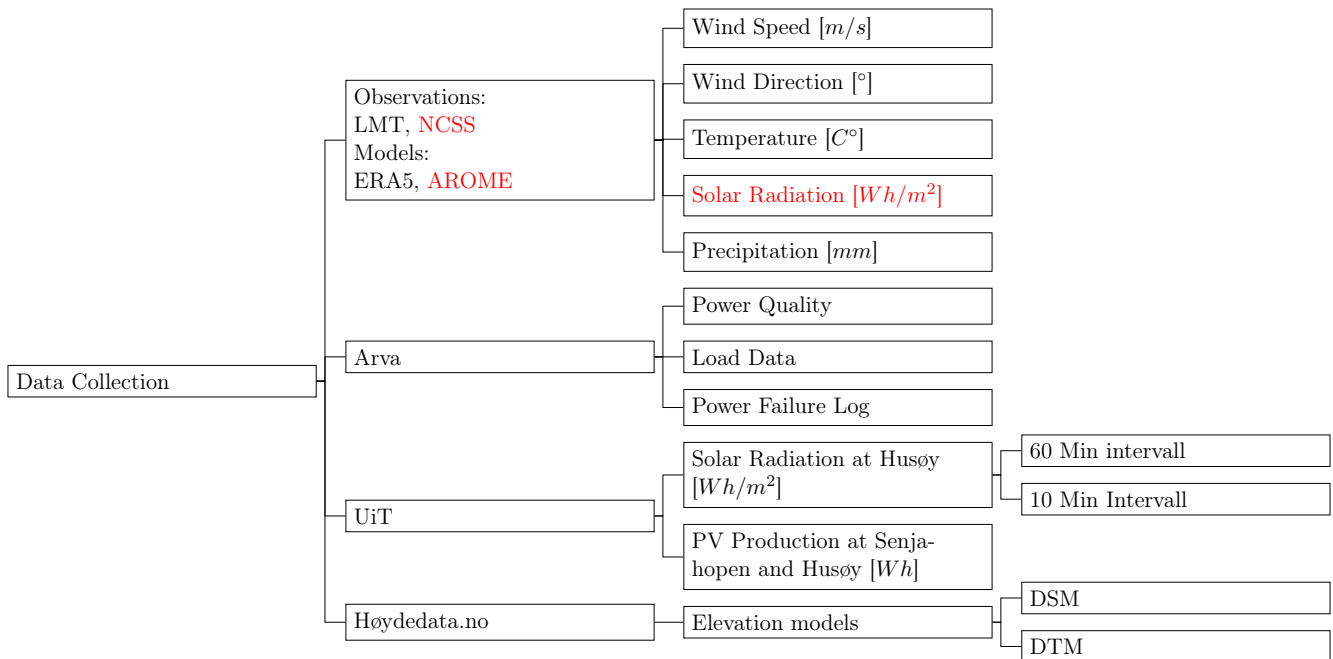 Data Collection
Observations:
LMT, NCSS
Models:
ERA5, AROME
Wind Speed [m/s]
Wind Direction [°]
Temperature [C°]
Solar Radiation [Wh/m²]
Precipitation [mm]
Arva
Power Quality
Load Data
Power Failure Log
UiT
Solar Radiation at Husøy
[Wh/m²]
60 Min intervall
10 Min Intervall
PV Production at Senja-
hopen and Husøy [Wh]
Høydedata.no
Elevation models
DSM
DTM